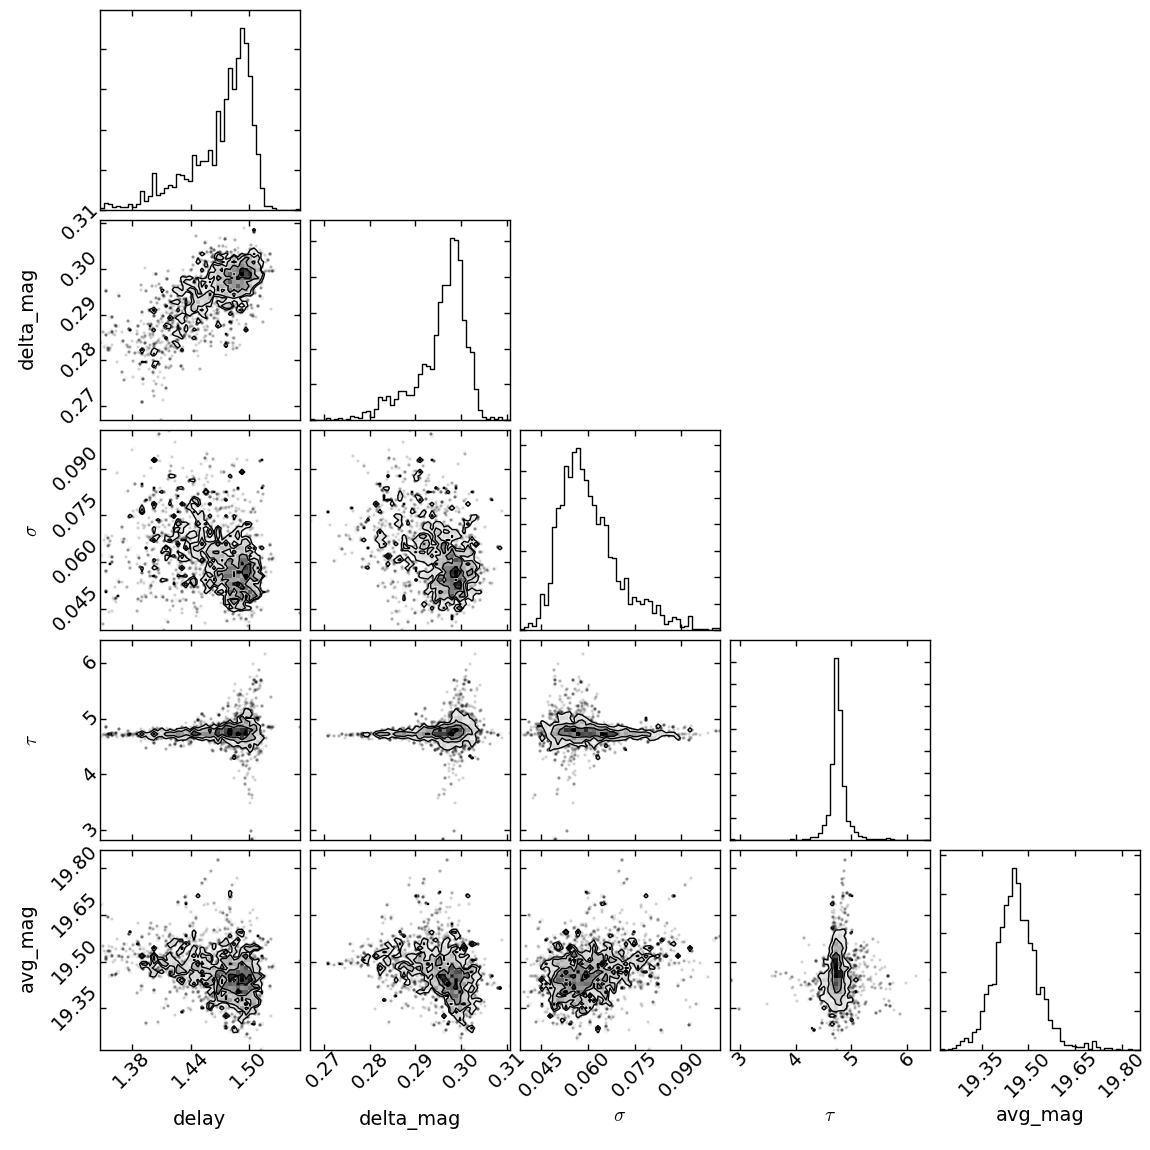 0.31
0.30
0.29
0.28
0.27
delta_mag
0.090
0.075
0.060
0.045
σ
6
5
4
3
τ
19.80
19.65
19.50
19.35
avg_mag
1.38 1.44 1.50
0.27 0.28 0.29 0.30 0.31
0.045 0.060 0.075 0.090
3 4 5 6
19.35 19.50 19.65 19.80
delay delta_mag σ τ avg_mag